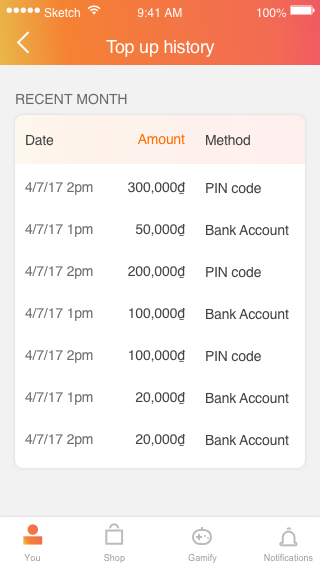 Sketch 9:41 AM 100%
Top up history
RECENT MONTH
Date Amount Method
4/7/17 2pm 300,000₫ PIN code
4/7/17 1pm 50,000₫ Bank Account
4/7/17 2pm 200,000₫ PIN code
4/7/17 1pm 100,000₫ Bank Account
4/7/17 2pm 100,000₫ PIN code
4/7/17 1pm 20,000₫ Bank Account
4/7/17 2pm 20,000₫ Bank Account
You Shop Gamify Notifications